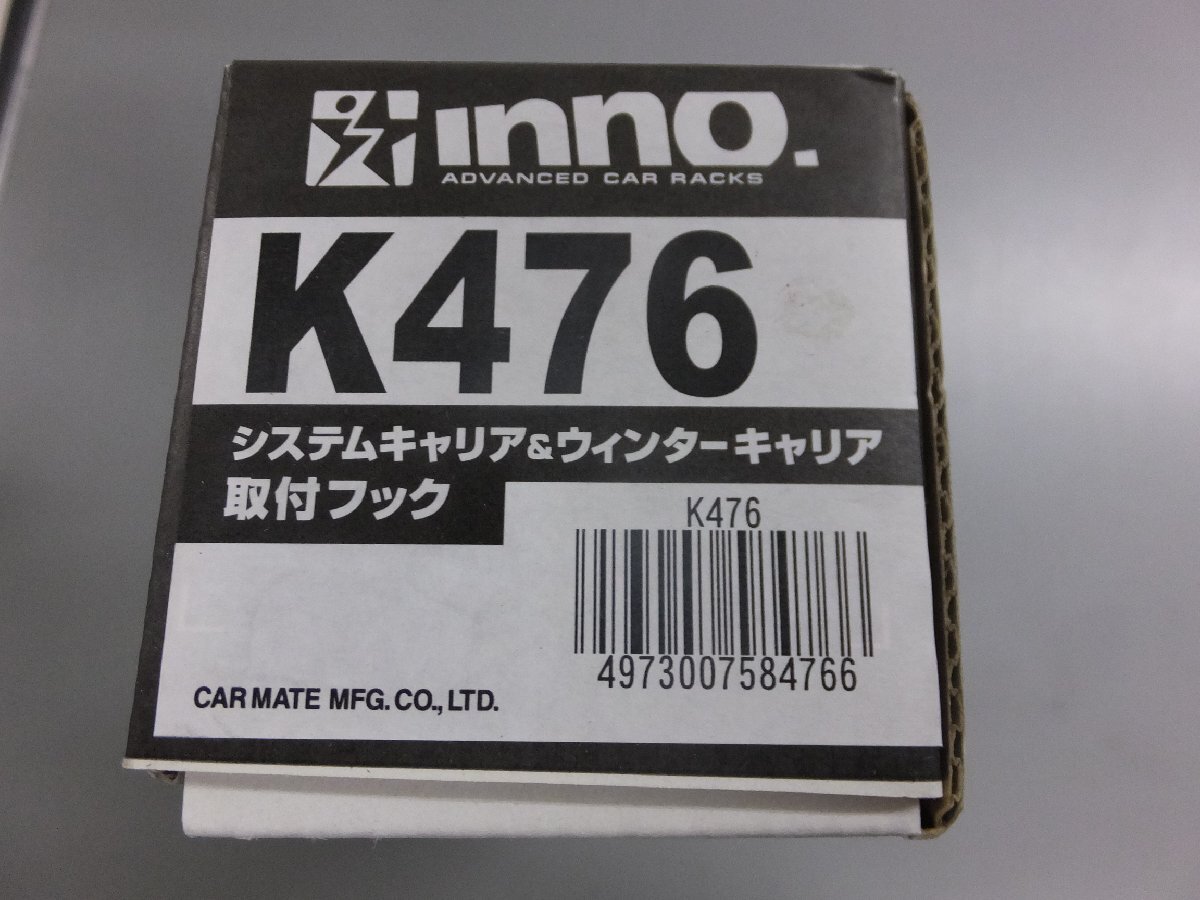 inno.
ADVANCED CAR RACKS
K476
システムキャリア&ウィンターキャリア
取付フック
K476
4973007584766
CAR MATE MFG. CO., LTD.